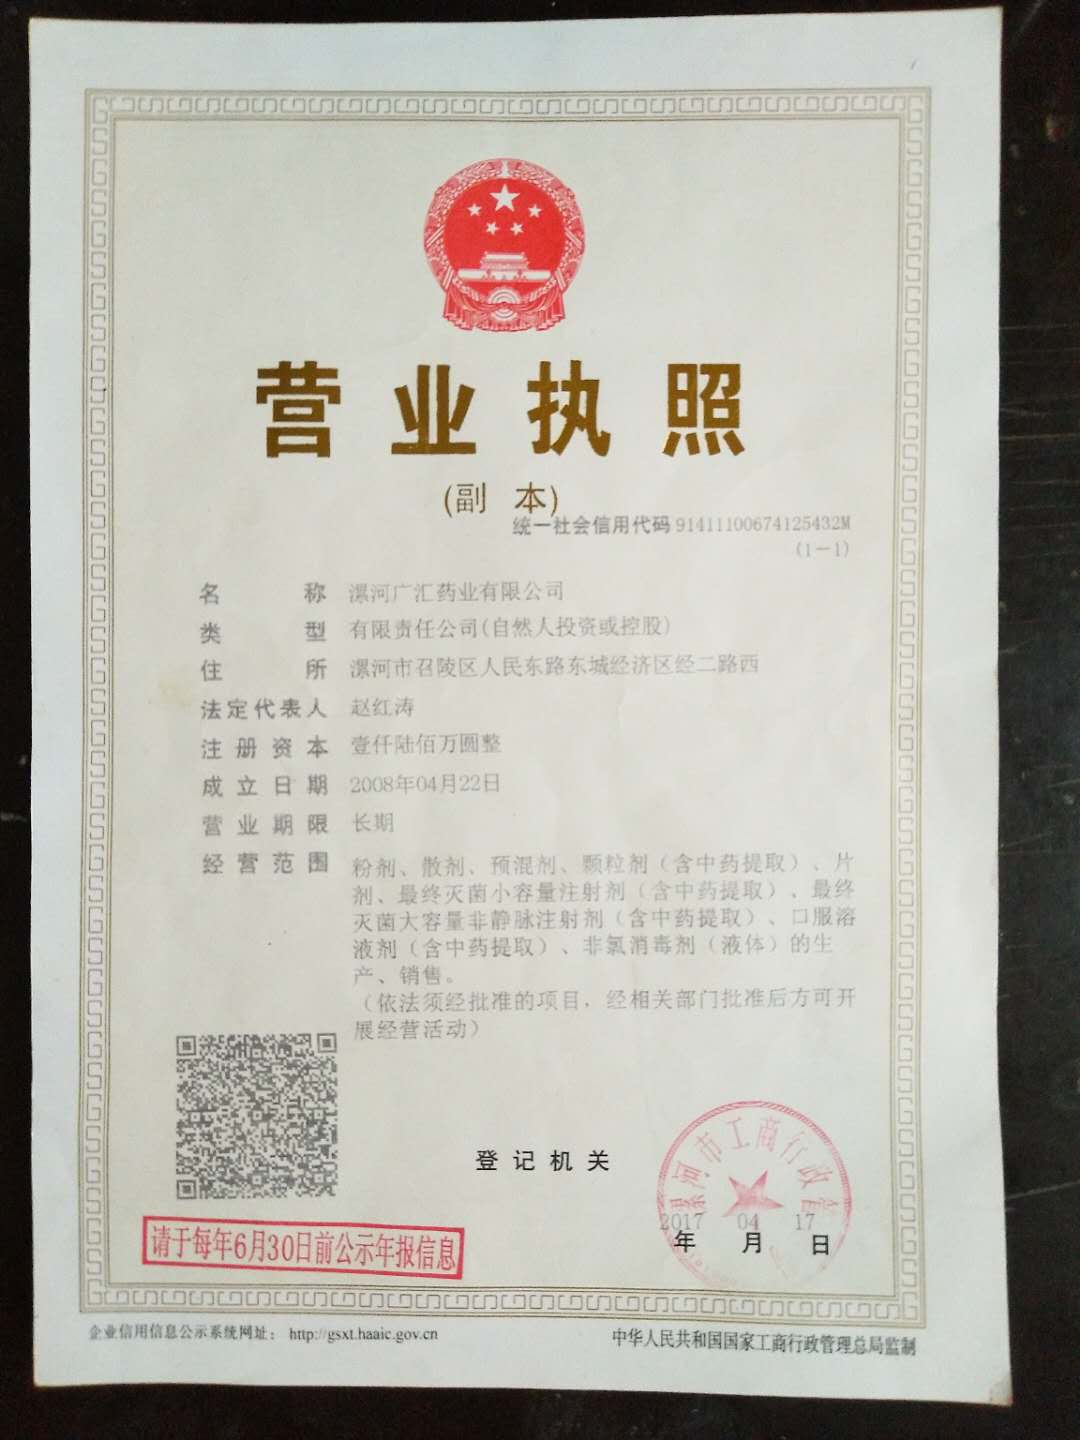 营业执照
(副 本)
统一社会信用代码 91411100674125432M
(1-1)
名 称 漯河广汇药业有限公司
类 型 有限责任公司(自然人投资或控股)
住 所 漯河市召陵区人民东路东城经济区经二路西
法定代表人 赵红涛
注册资本 壹仟陆佰万圆整
成立日期 2008年04月22日
营业期限 长期
经营范围 粉剂、散剂、预混剂、颗粒剂（含中药提取）、片
剂、最终灭菌小容量注射剂（含中药提取）、最终
灭菌大容量非静脉注射剂（含中药提取）、口服溶
液剂（含中药提取）、非氯消毒剂（液体）的生
产、销售。
（依法须经批准的项目，经相关部门批准后方可开
展经营活动）
登记机关
漯河市工商行政管
2017 04 17
年 月 日
请于每年6月30日前公示年报信息
企业信用信息公示系统网址： http://gsxt.haaic.gov.cn
中华人民共和国国家工商行政管理总局监制